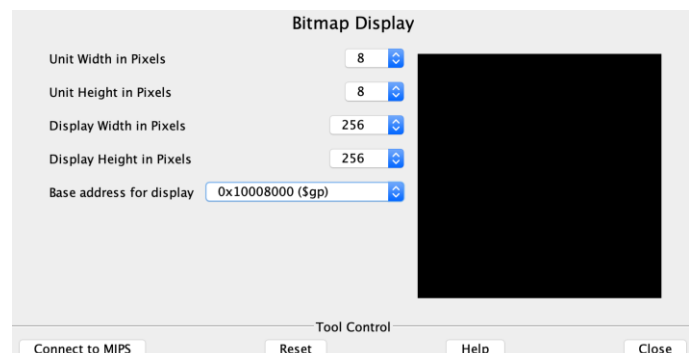 Bitmap Display
Unit Width in Pixels 8
Unit Height in Pixels 8
Display Width in Pixels 256
Display Height in Pixels 256
Base address for display 0x10008000 ($gp)
Tool Control
Connect to MIPS Reset Help Close